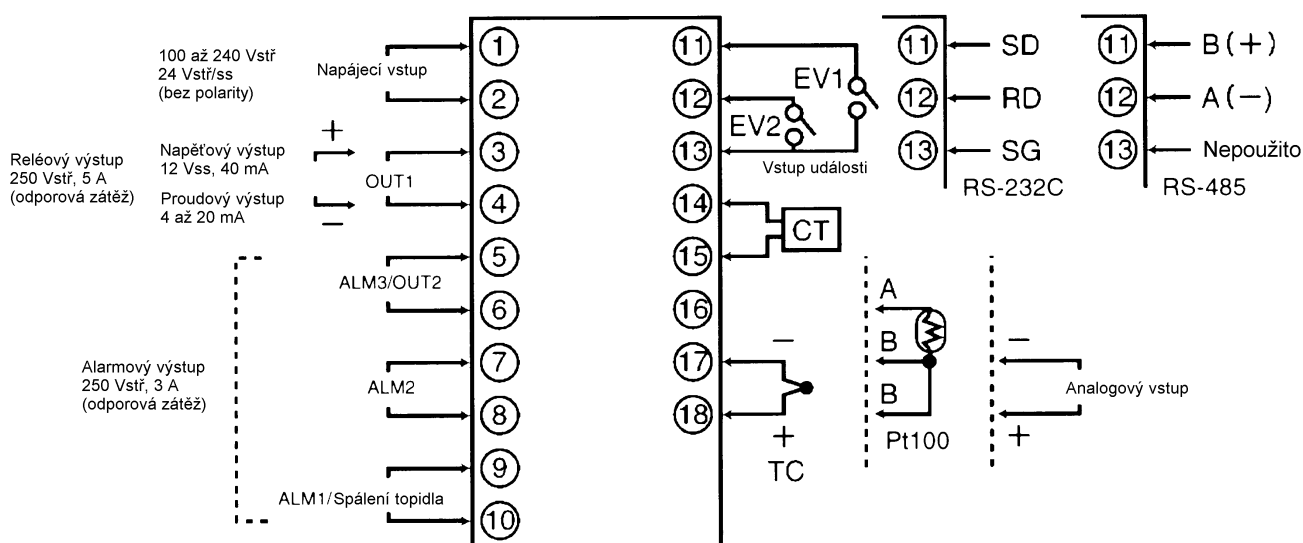 100 až 240 Vstř
24 Vstř/ss
(bez polarity)
Napájecí vstup
Reléový výstup
250 Vstř, 5 A
(odporová zátěž)
Napěťový výstup
12 Vss, 40 mA
Proudový výstup
4 až 20 mA
+
−
OUT1
ALM3/OUT2
Alarmový výstup
250 Vstř, 3 A
(odporová zátěž)
ALM2
ALM1/Spálení topidla
1
2
3
4
5
6
7
8
9
10
11
12
13
14
15
16
17
18
EV1
EV2
Vstup události
CT
−
+
TC
11 SD
12 RD
13 SG
RS-232C
11 B (+)
12 A (−)
13 Nepoužito
RS-485
A
B
B
Pt100
−
+
Analogový vstup